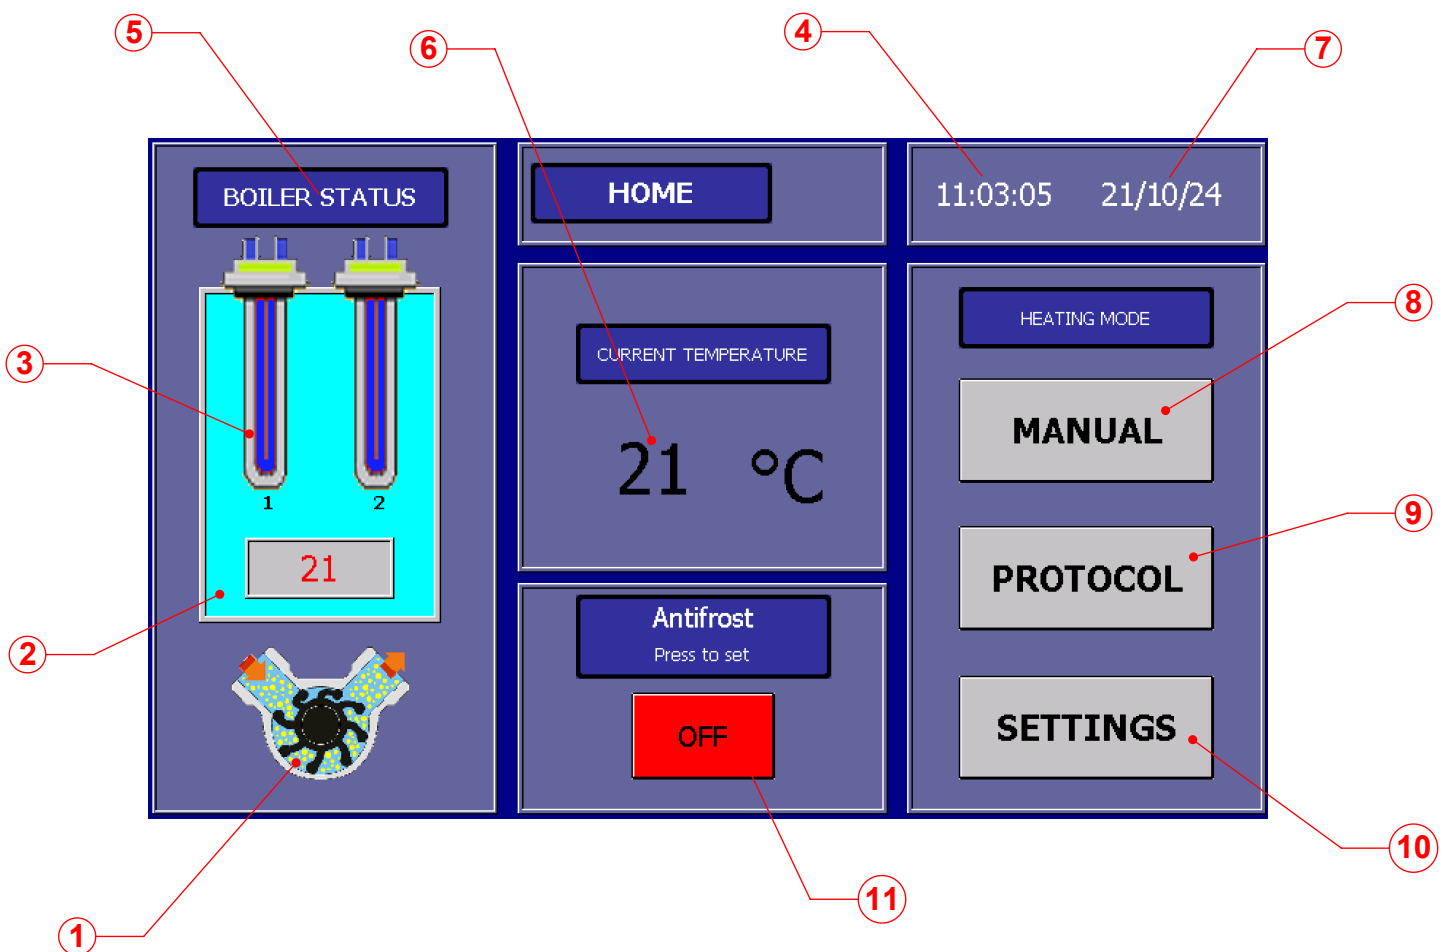 5
6
4
7
BOILER STATUS
HOME
11:03:05 21/10/24
8
HEATING MODE
CURRENT TEMPERATURE
3
MANUAL
21 °C
1 2
9
21
PROTOCOL
2
Antifrost
Press to set
SETTINGS
OFF
10
11
1